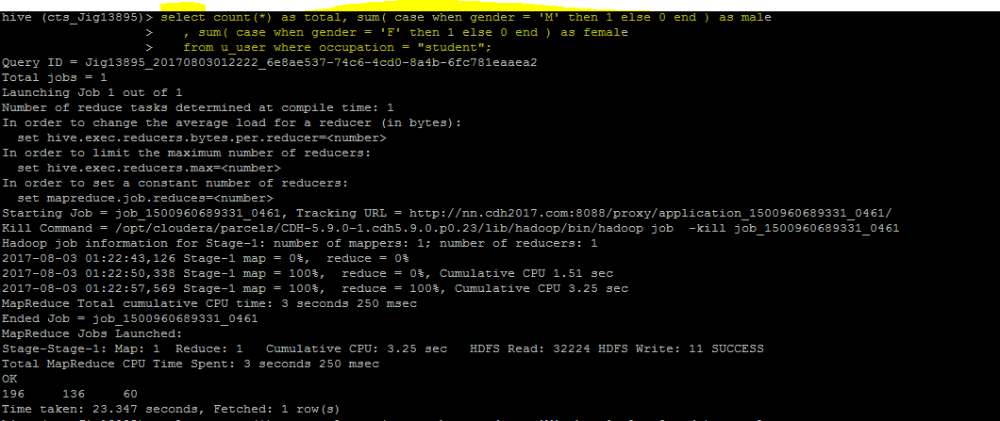 hive (cts_Jig13895)> select count(*) as total, sum( case when gender = 'M' then 1 else 0 end ) as male
> , sum( case when gender = 'F' then 1 else 0 end ) as female
> from u_user where occupation = "student";
Query ID = Jig13895_20170803012222_6e8ae537-74c6-4cd0-8a4b-6fc781eaaea2
Total jobs = 1
Launching Job 1 out of 1
Number of reduce tasks determined at compile time: 1
In order to change the average load for a reducer (in bytes):
  set hive.exec.reducers.bytes.per.reducer=<number>
In order to limit the maximum number of reducers:
  set hive.exec.reducers.max=<number>
In order to set a constant number of reducers:
  set mapreduce.job.reduces=<number>
Starting Job = job_1500960689331_0461, Tracking URL = http://nn.cdh2017.com:8088/proxy/application_1500960689331_0461/
Kill Command = /opt/cloudera/parcels/CDH-5.9.0-1.cdh5.9.0.p0.23/lib/hadoop/bin/hadoop job  -kill job_1500960689331_0461
Hadoop job information for Stage-1: number of mappers: 1; number of reducers: 1
2017-08-03 01:22:43,126 Stage-1 map = 0%,  reduce = 0%
2017-08-03 01:22:50,338 Stage-1 map = 100%,  reduce = 0%, Cumulative CPU 1.51 sec
2017-08-03 01:22:57,569 Stage-1 map = 100%,  reduce = 100%, Cumulative CPU 3.25 sec
MapReduce Total cumulative CPU time: 3 seconds 250 msec
Ended Job = job_1500960689331_0461
MapReduce Jobs Launched:
Stage-Stage-1: Map: 1  Reduce: 1   Cumulative CPU: 3.25 sec   HDFS Read: 32224 HDFS Write: 11 SUCCESS
Total MapReduce CPU Time Spent: 3 seconds 250 msec
OK
196     136     60
Time taken: 23.347 seconds, Fetched: 1 row(s)